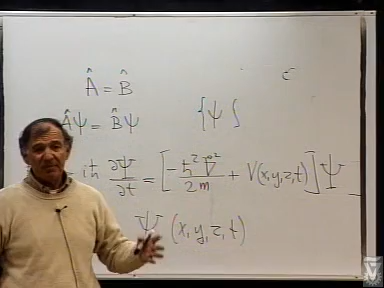 e⁻
Â = B̂
Âψ = B̂ψ {ψ}
iħ ∂Ψ/∂t = [-ħ²∇²/2m + V(x,y,z,t)]Ψ
Ψ (x,y,z,t)